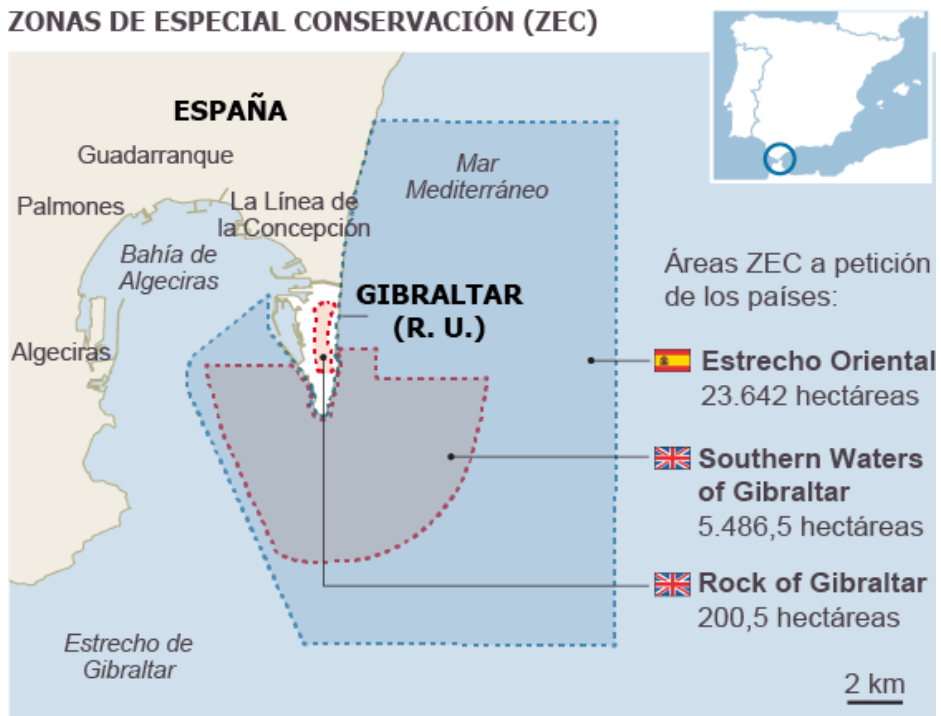 ZONAS DE ESPECIAL CONSERVACIÓN (ZEC)
ESPAÑA
Guadarranque
Palmones
La Línea de
la Concepción
Mar
Mediterráneo
Bahía de
Algeciras
Algeciras
GIBRALTAR
(R. U.)
Áreas ZEC a petición
de los países:
Estrecho Oriental
23.642 hectáreas
Southern Waters
of Gibraltar
5.486,5 hectáreas
Rock of Gibraltar
200,5 hectáreas
Estrecho de
Gibraltar
2 km